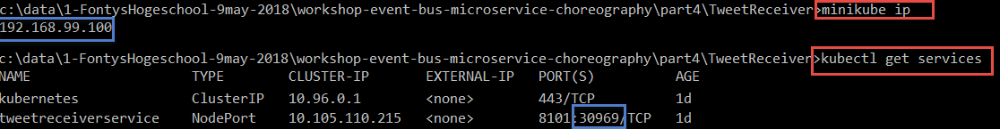 c:\data\1-FontysHogeschool-9may-2018\workshop-event-bus-microservice-choreography\part4\TweetReceiver>minikube ip
192.168.99.100
c:\data\1-FontysHogeschool-9may-2018\workshop-event-bus-microservice-choreography\part4\TweetReceiver>kubectl get services
NAME TYPE CLUSTER-IP EXTERNAL-IP PORT(S) AGE
kubernetes ClusterIP 10.96.0.1 <none> 443/TCP 1d
tweetreceiverservice NodePort 10.105.110.215 <none> 8101:30969/TCP 1d